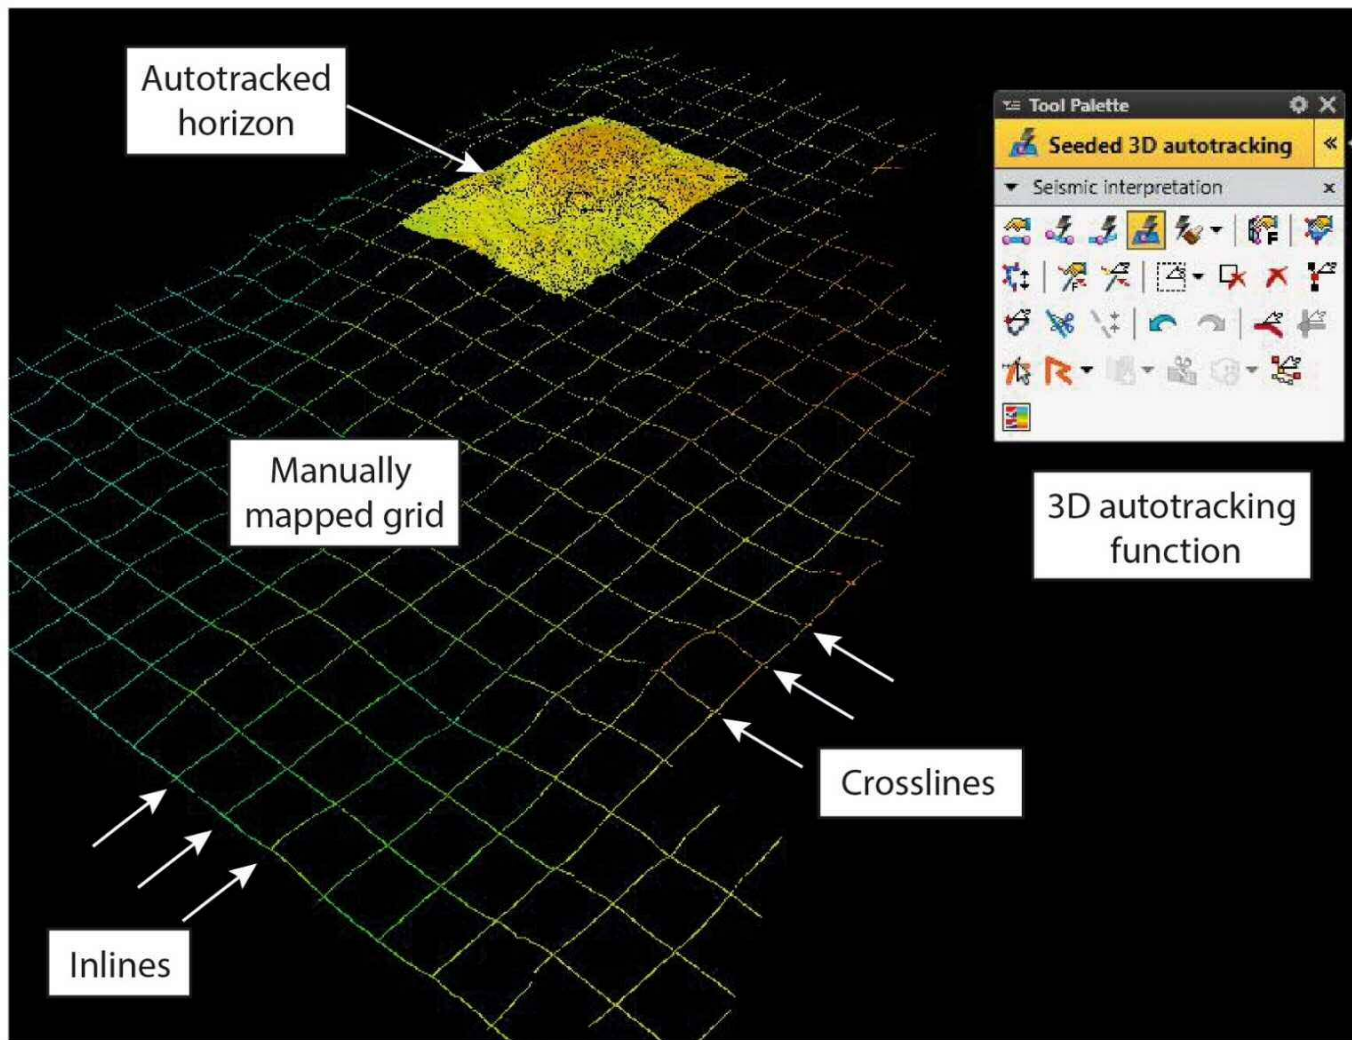 Autotracked
horizon
Tool Palette
Seeded 3D autotracking
Seismic interpretation
Manually
mapped grid
3D autotracking
function
Crosslines
Inlines